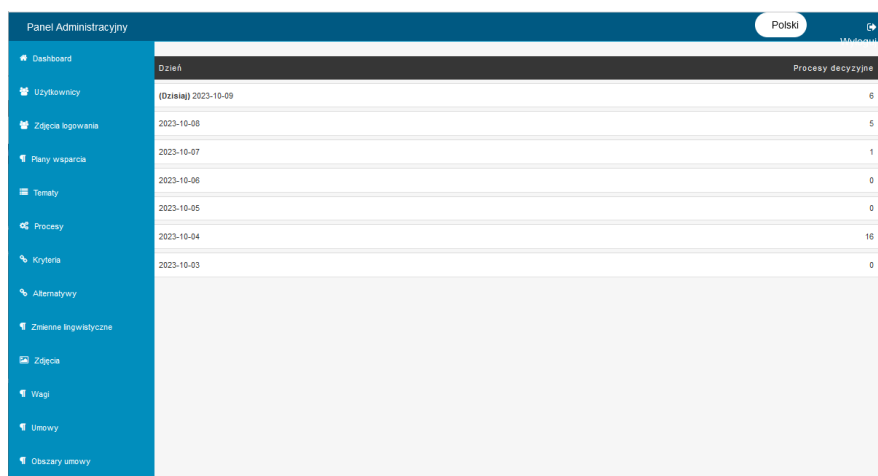 Panel Administracyjny
Polski
Wyloguj
Dashboard
Użytkownicy
Zdjęcia logowania
Plany wsparcia
Tematy
Procesy
Kryteria
Alternatywy
Zmienne lingwistyczne
Zdjęcia
Wagi
Umowy
Obszary umowy
Dzień Procesy decyzyjne
(Dzisiaj) 2023-10-09 6
2023-10-08 5
2023-10-07 1
2023-10-06 0
2023-10-05 0
2023-10-04 16
2023-10-03 0